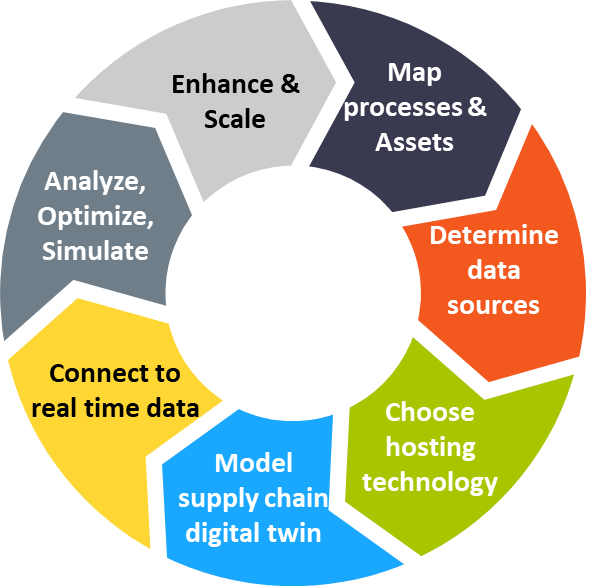 Map
processes &
Assets
Determine
data
sources
Choose
hosting
technology
Model
supply chain
digital twin
Connect to
real time data
Analyze,
Optimize,
Simulate
Enhance &
Scale